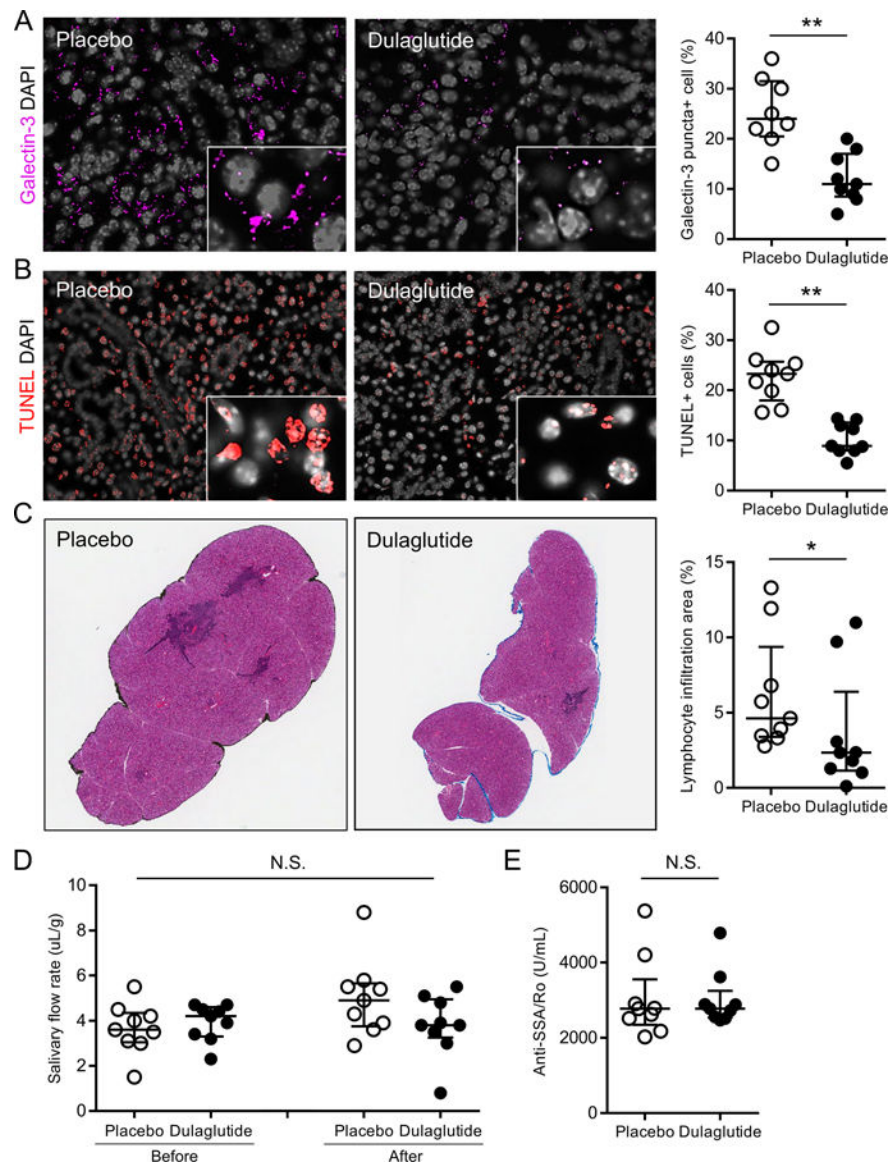 A
Placebo
Dulaglutide
Galectin-3 DAPI
Galectin-3 puncta+ cell (%)
40
30
20
10
0
**
Placebo Dulaglutide
B
Placebo
Dulaglutide
TUNEL DAPI
TUNEL+ cells (%)
40
30
20
10
0
**
Placebo Dulaglutide
C
Placebo
Dulaglutide
Lymphocyte infiltration area (%)
15
10
5
0
*
Placebo Dulaglutide
D
N.S.
Salivary flow rate (uL/g)
10
8
6
4
2
0
Placebo Dulaglutide
Before
Placebo Dulaglutide
After
E
N.S.
Anti-SSA/Ro (U/mL)
6000
4000
2000
0
Placebo Dulaglutide